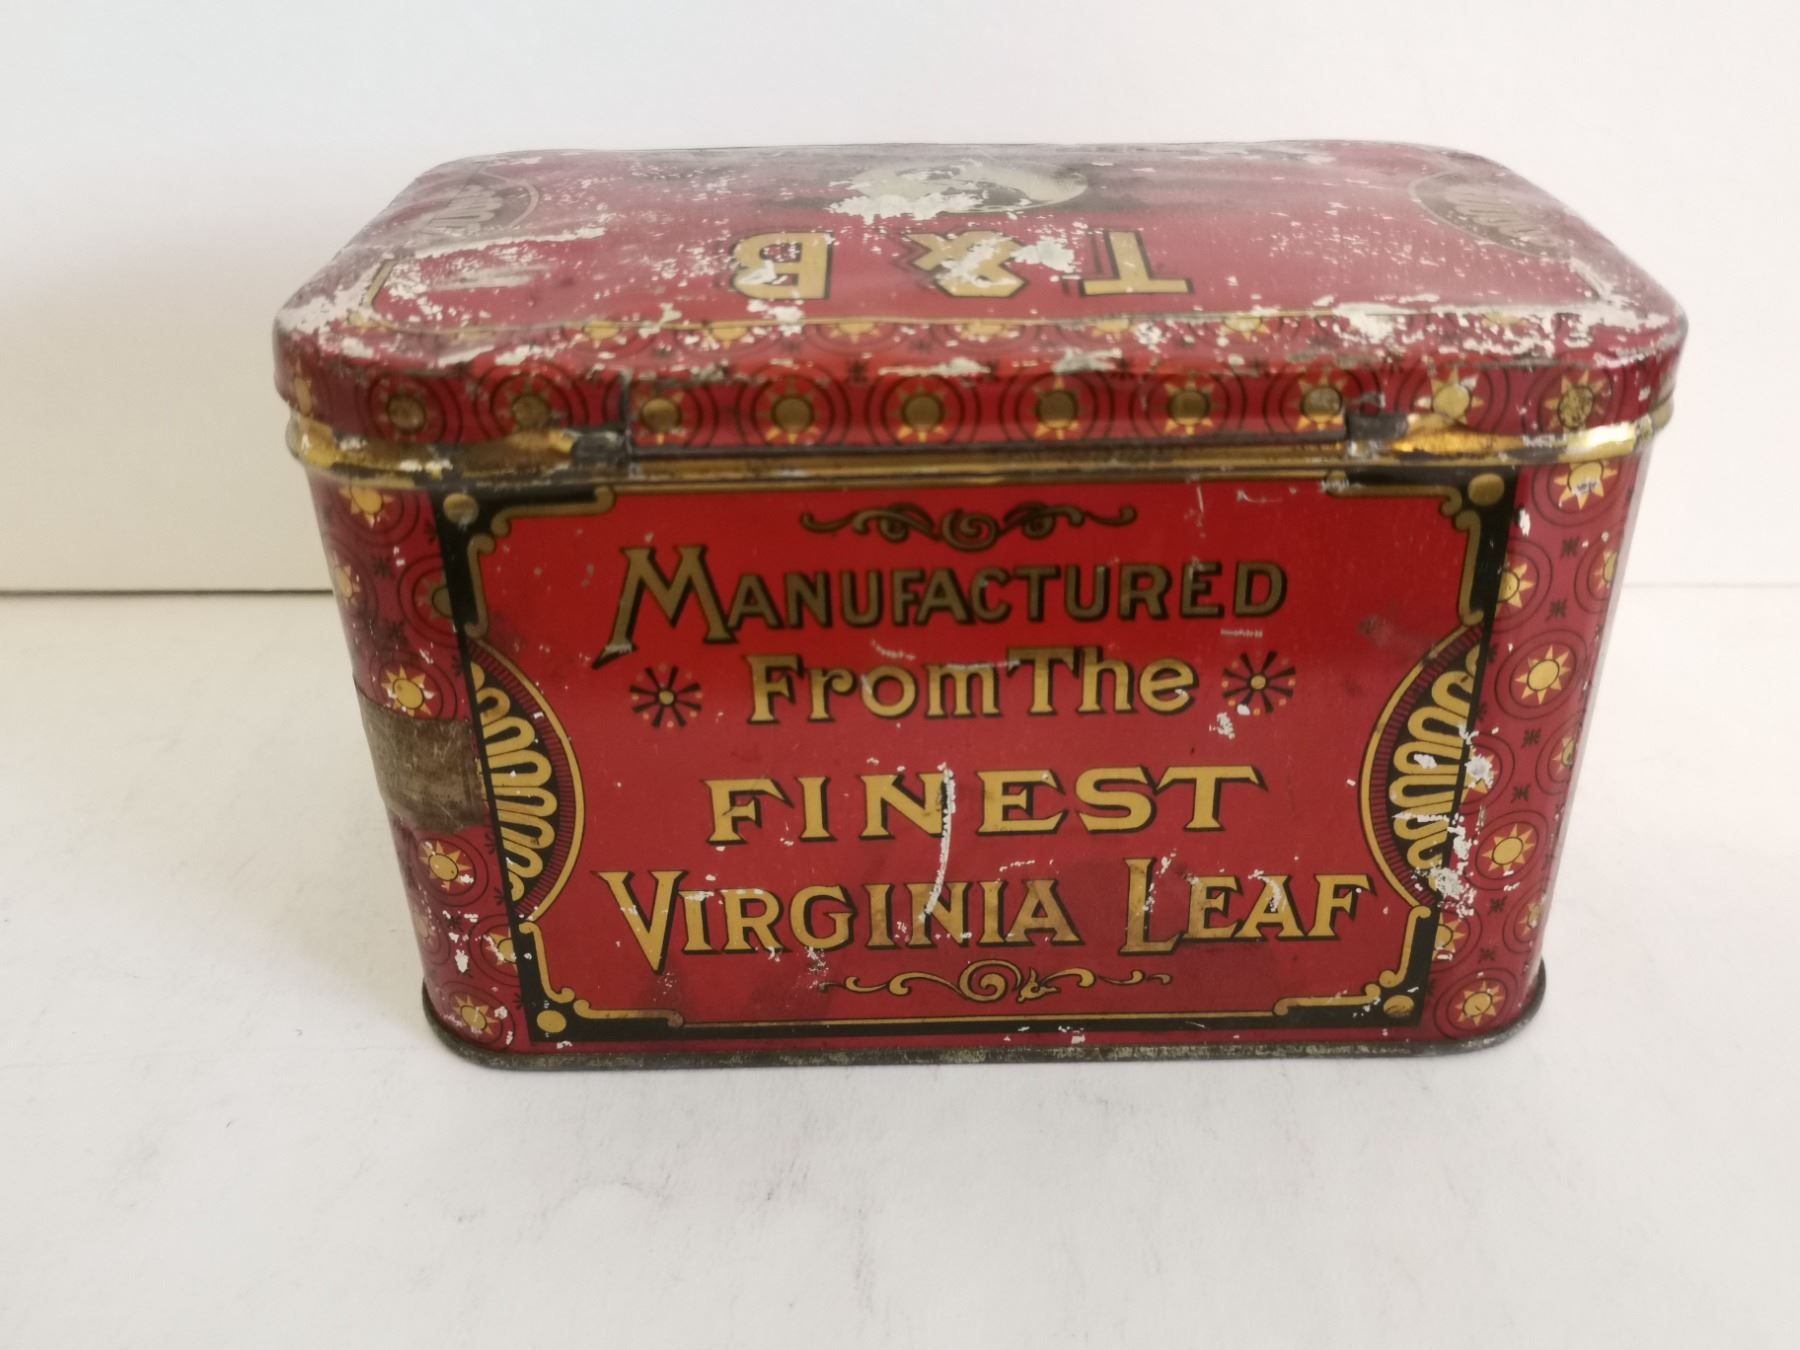 T & B
MANUFACTURED
From The
FINEST
VIRGINIA LEAF